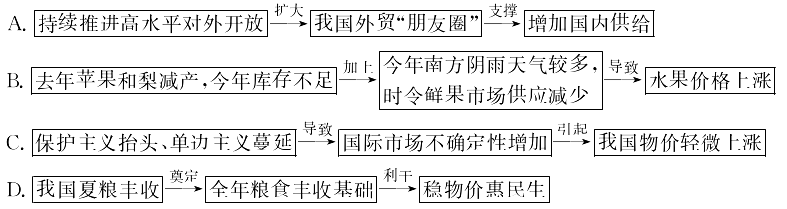 A. 持续推进高水平对外开放 扩大 我国外贸“朋友圈” 支撑 增加国内供给
B. 去年苹果和梨减产,今年库存不足 加上 今年南方阴雨天气较多,时令鲜果市场供应减少 导致 水果价格上涨
C. 保护主义抬头、单边主义蔓延 导致 国际市场不确定性增加 引起 我国物价轻微上涨
D. 我国夏粮丰收 奠定 全年粮食丰收基础 利于 稳物价惠民生